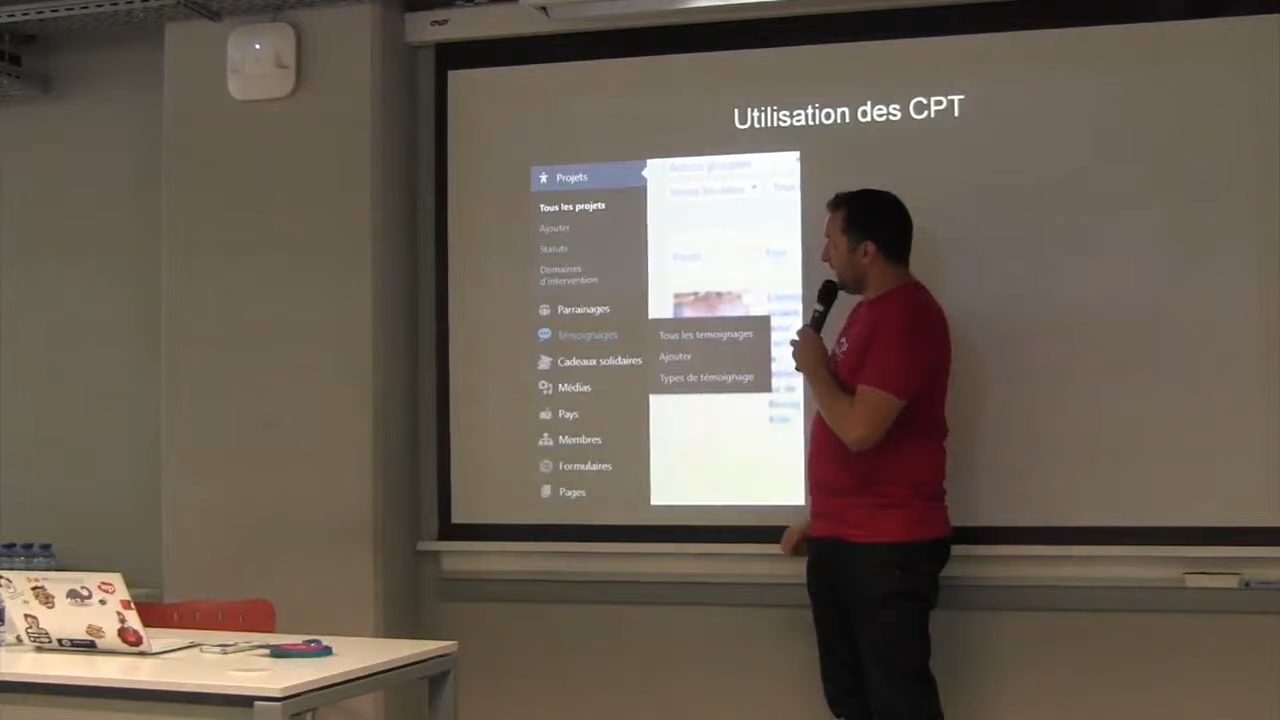 Utilisation des CPT
Projets
Tous les projets
Ajouter
Statuts
Domaines
d'intervention
Parrainages
Témoignages
Cadeaux solidaires
Médias
Pays
Membres
Formulaires
Pages
Tous les temoignages
Ajouter
Types de témoignage